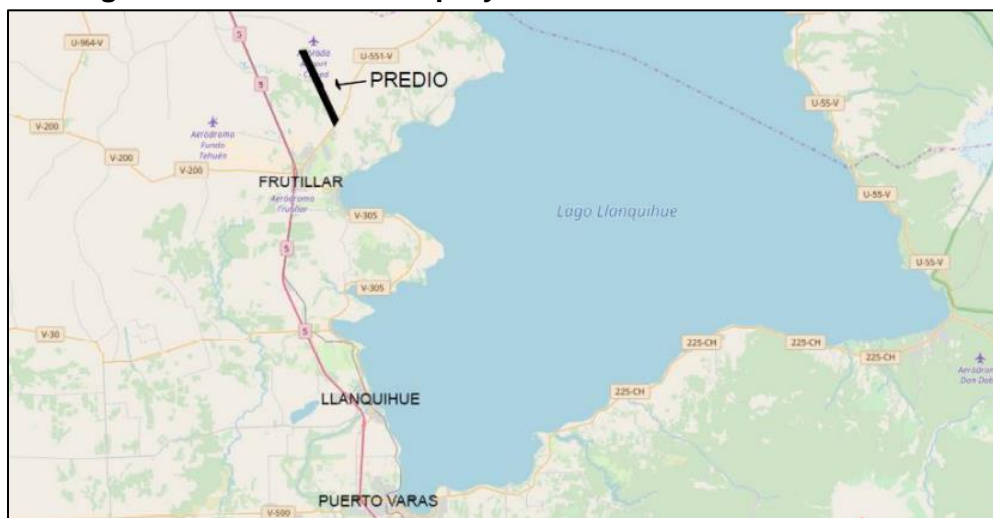 U-964-V
5
U-551-V
PREDIO
5
U-55-V
V-200
Aeródromo
Fundo
Tehuén
V-200
V-200
FRUTILLAR
Aeródromo
Frutillar
V-305
Lago Llanquihue
U-55-V
5
U-55-V
V-305
5
V-30
225-CH
225-CH
225-CH
Aeródromo
225-CH
LLANQUIHUE
PUERTO VARAS
V-500